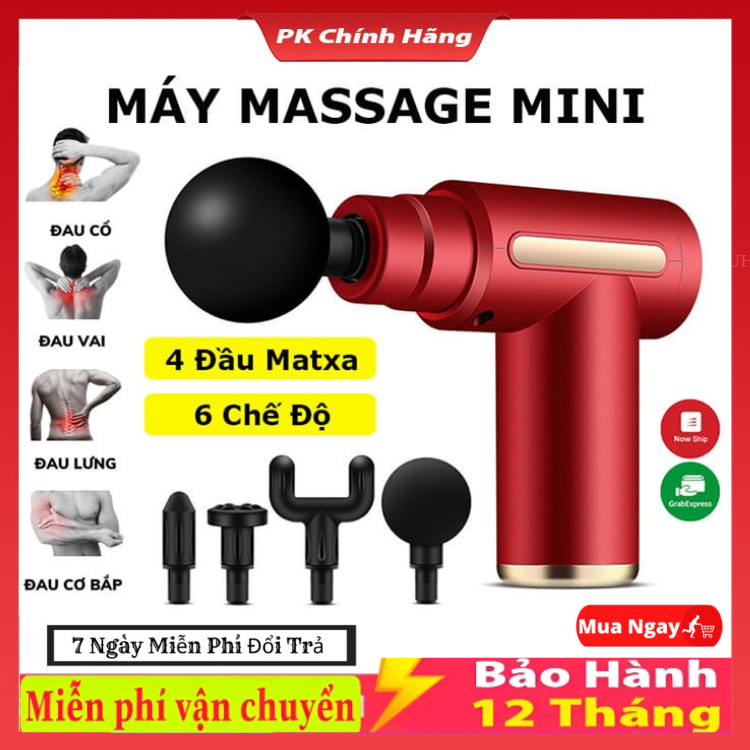 PK Chính Hãng
MÁY MASSAGE MINI
ĐAU CỔ
ĐAU VAI
ĐAU LƯNG
ĐAU CƠ BẮP
4 Đầu Matxa
6 Chế Độ
Now Ship
GrabExpress
Mua Ngay
7 Ngày Miễn Phí Đổi Trả
Miễn phí vận chuyển
Bảo Hành
12 Tháng